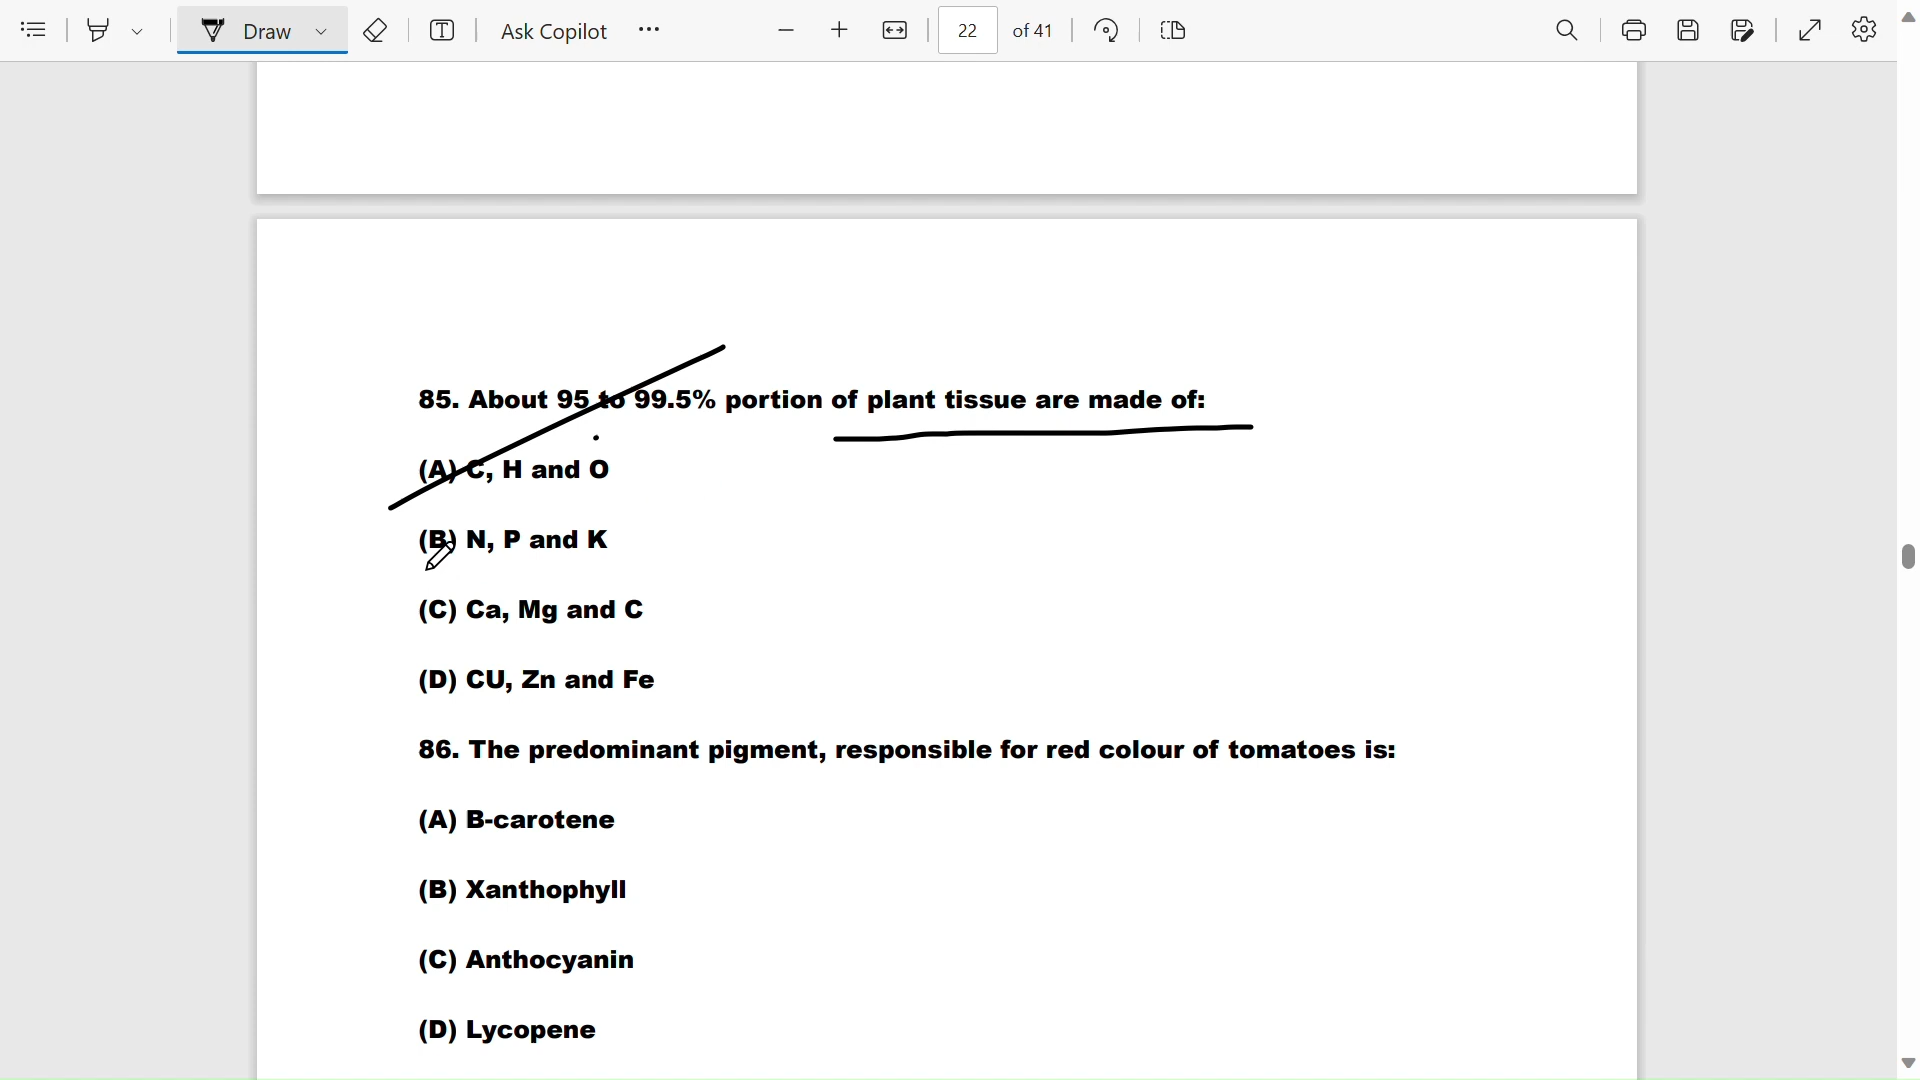 Draw
Ask Copilot
22 of 41
85. About 95 to 99.5% portion of plant tissue are made of:
(A) C, H and O
(B) N, P and K
(C) Ca, Mg and C
(D) CU, Zn and Fe
86. The predominant pigment, responsible for red colour of tomatoes is:
(A) B-carotene
(B) Xanthophyll
(C) Anthocyanin
(D) Lycopene